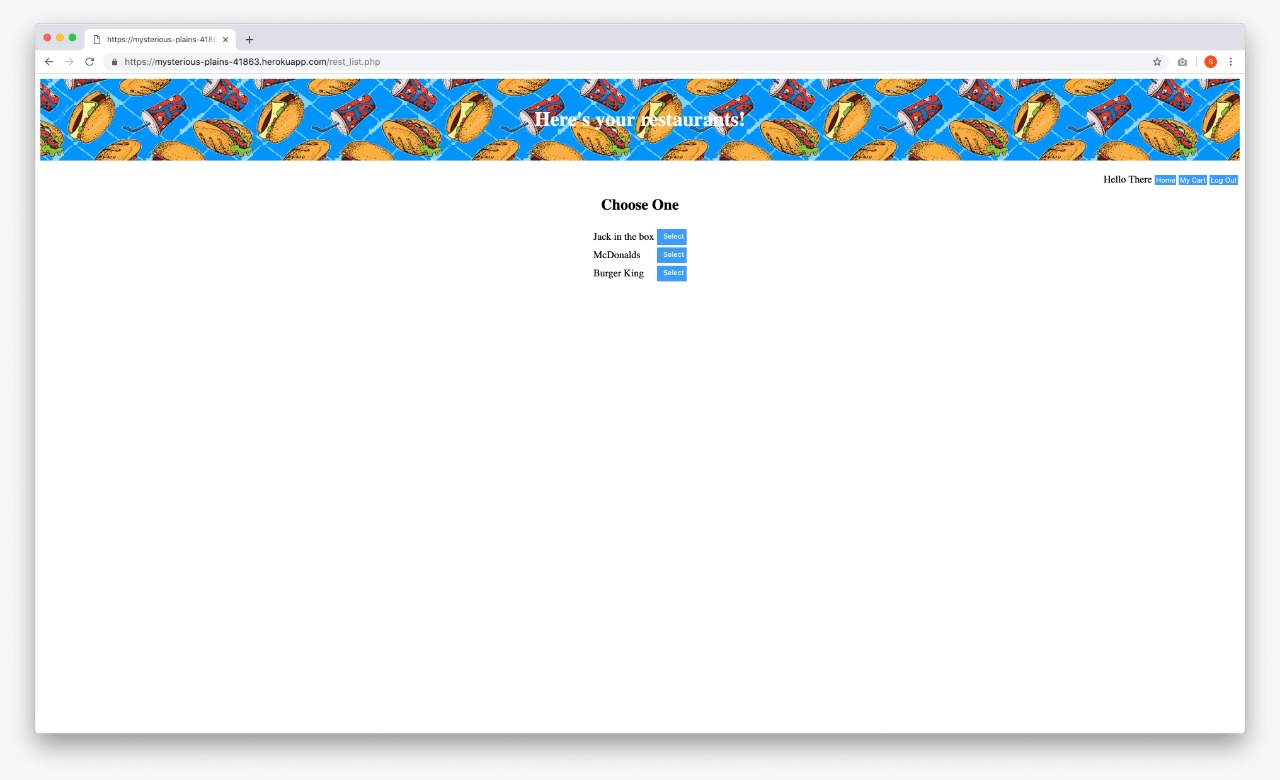 https://mysterious-plains-4186
https://mysterious-plains-41863.herokuapp.com/rest_list.php
S
Here's your restaurants!
Hello There Home My Cart Log Out
Choose One
Jack in the box Select
McDonalds Select
Burger King Select